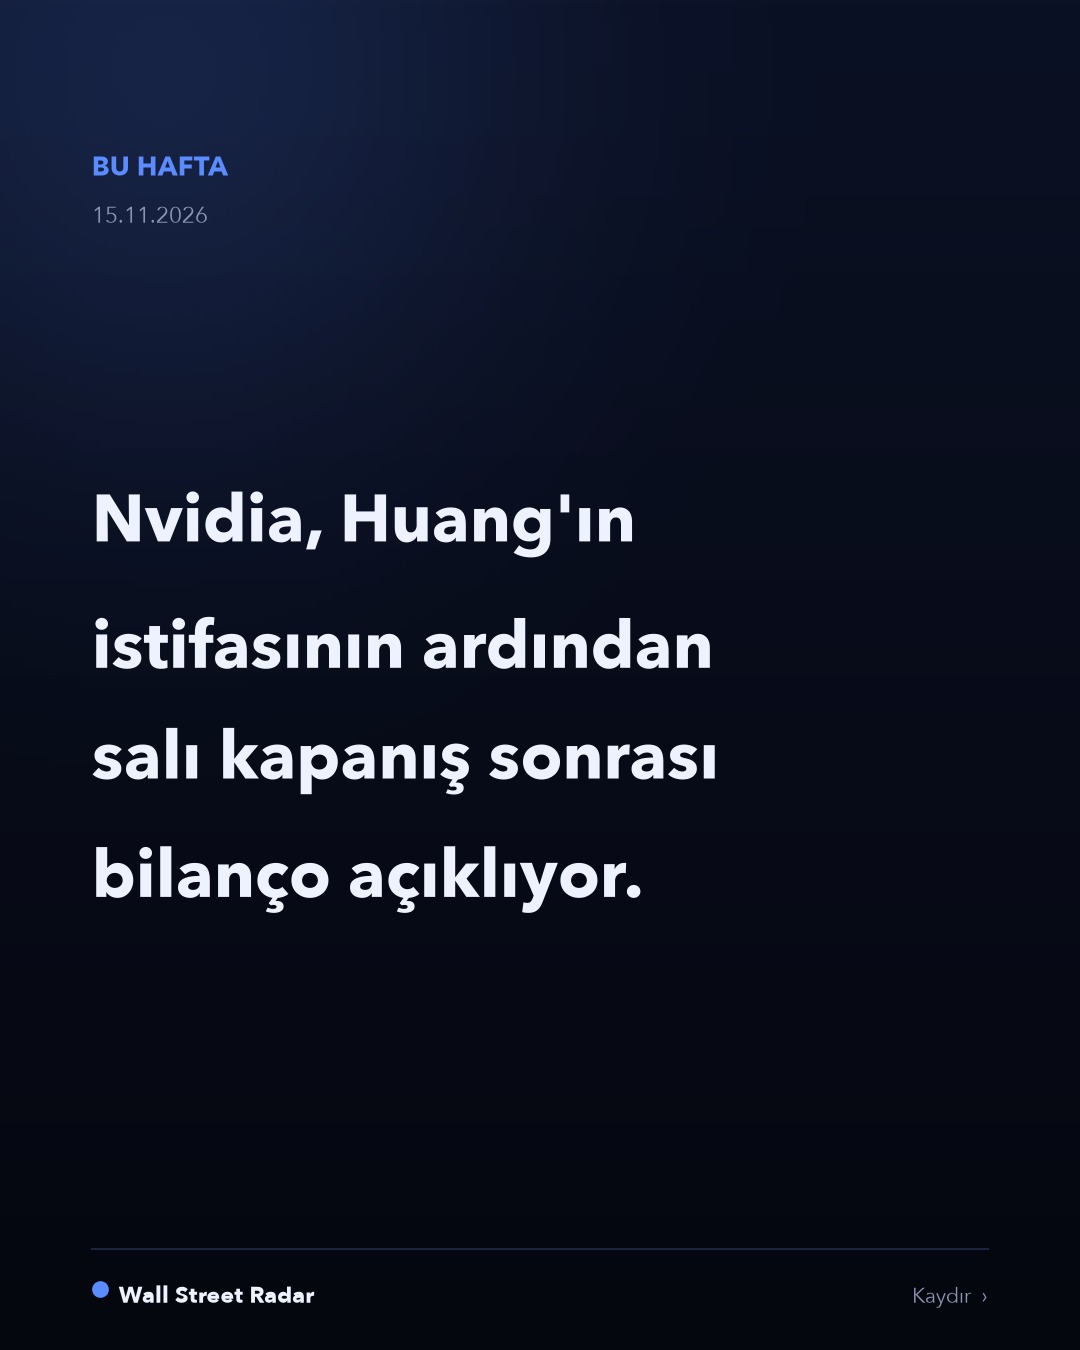 BU HAFTA
15.11.2026
Nvidia, Huang'ın
istifasının ardından
salı kapanış sonrası
bilanço açıklıyor.
Wall Street Radar
Kaydır ›